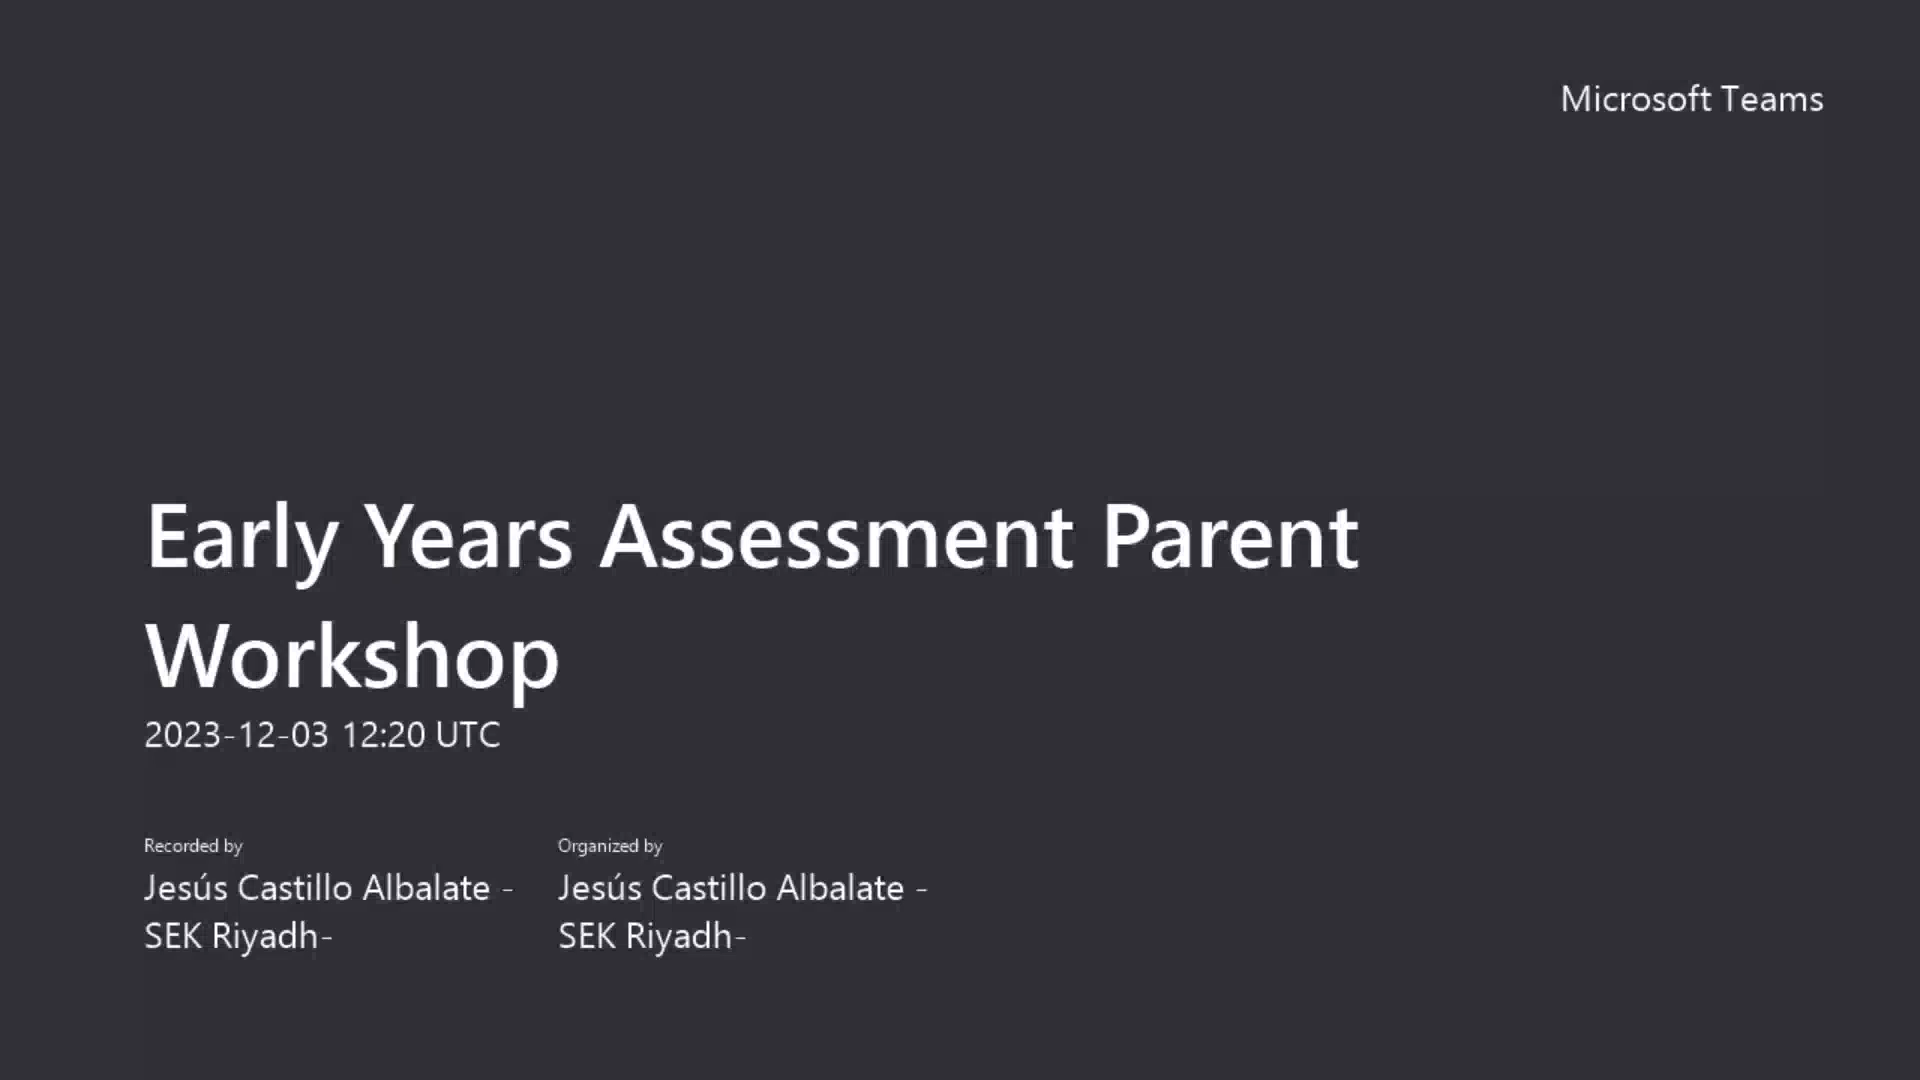 Microsoft Teams
Early Years Assessment Parent
Workshop
2023-12-03 12:20 UTC
Recorded by
Jesús Castillo Albalate -
SEK Riyadh-
Organized by
Jesús Castillo Albalate -
SEK Riyadh-